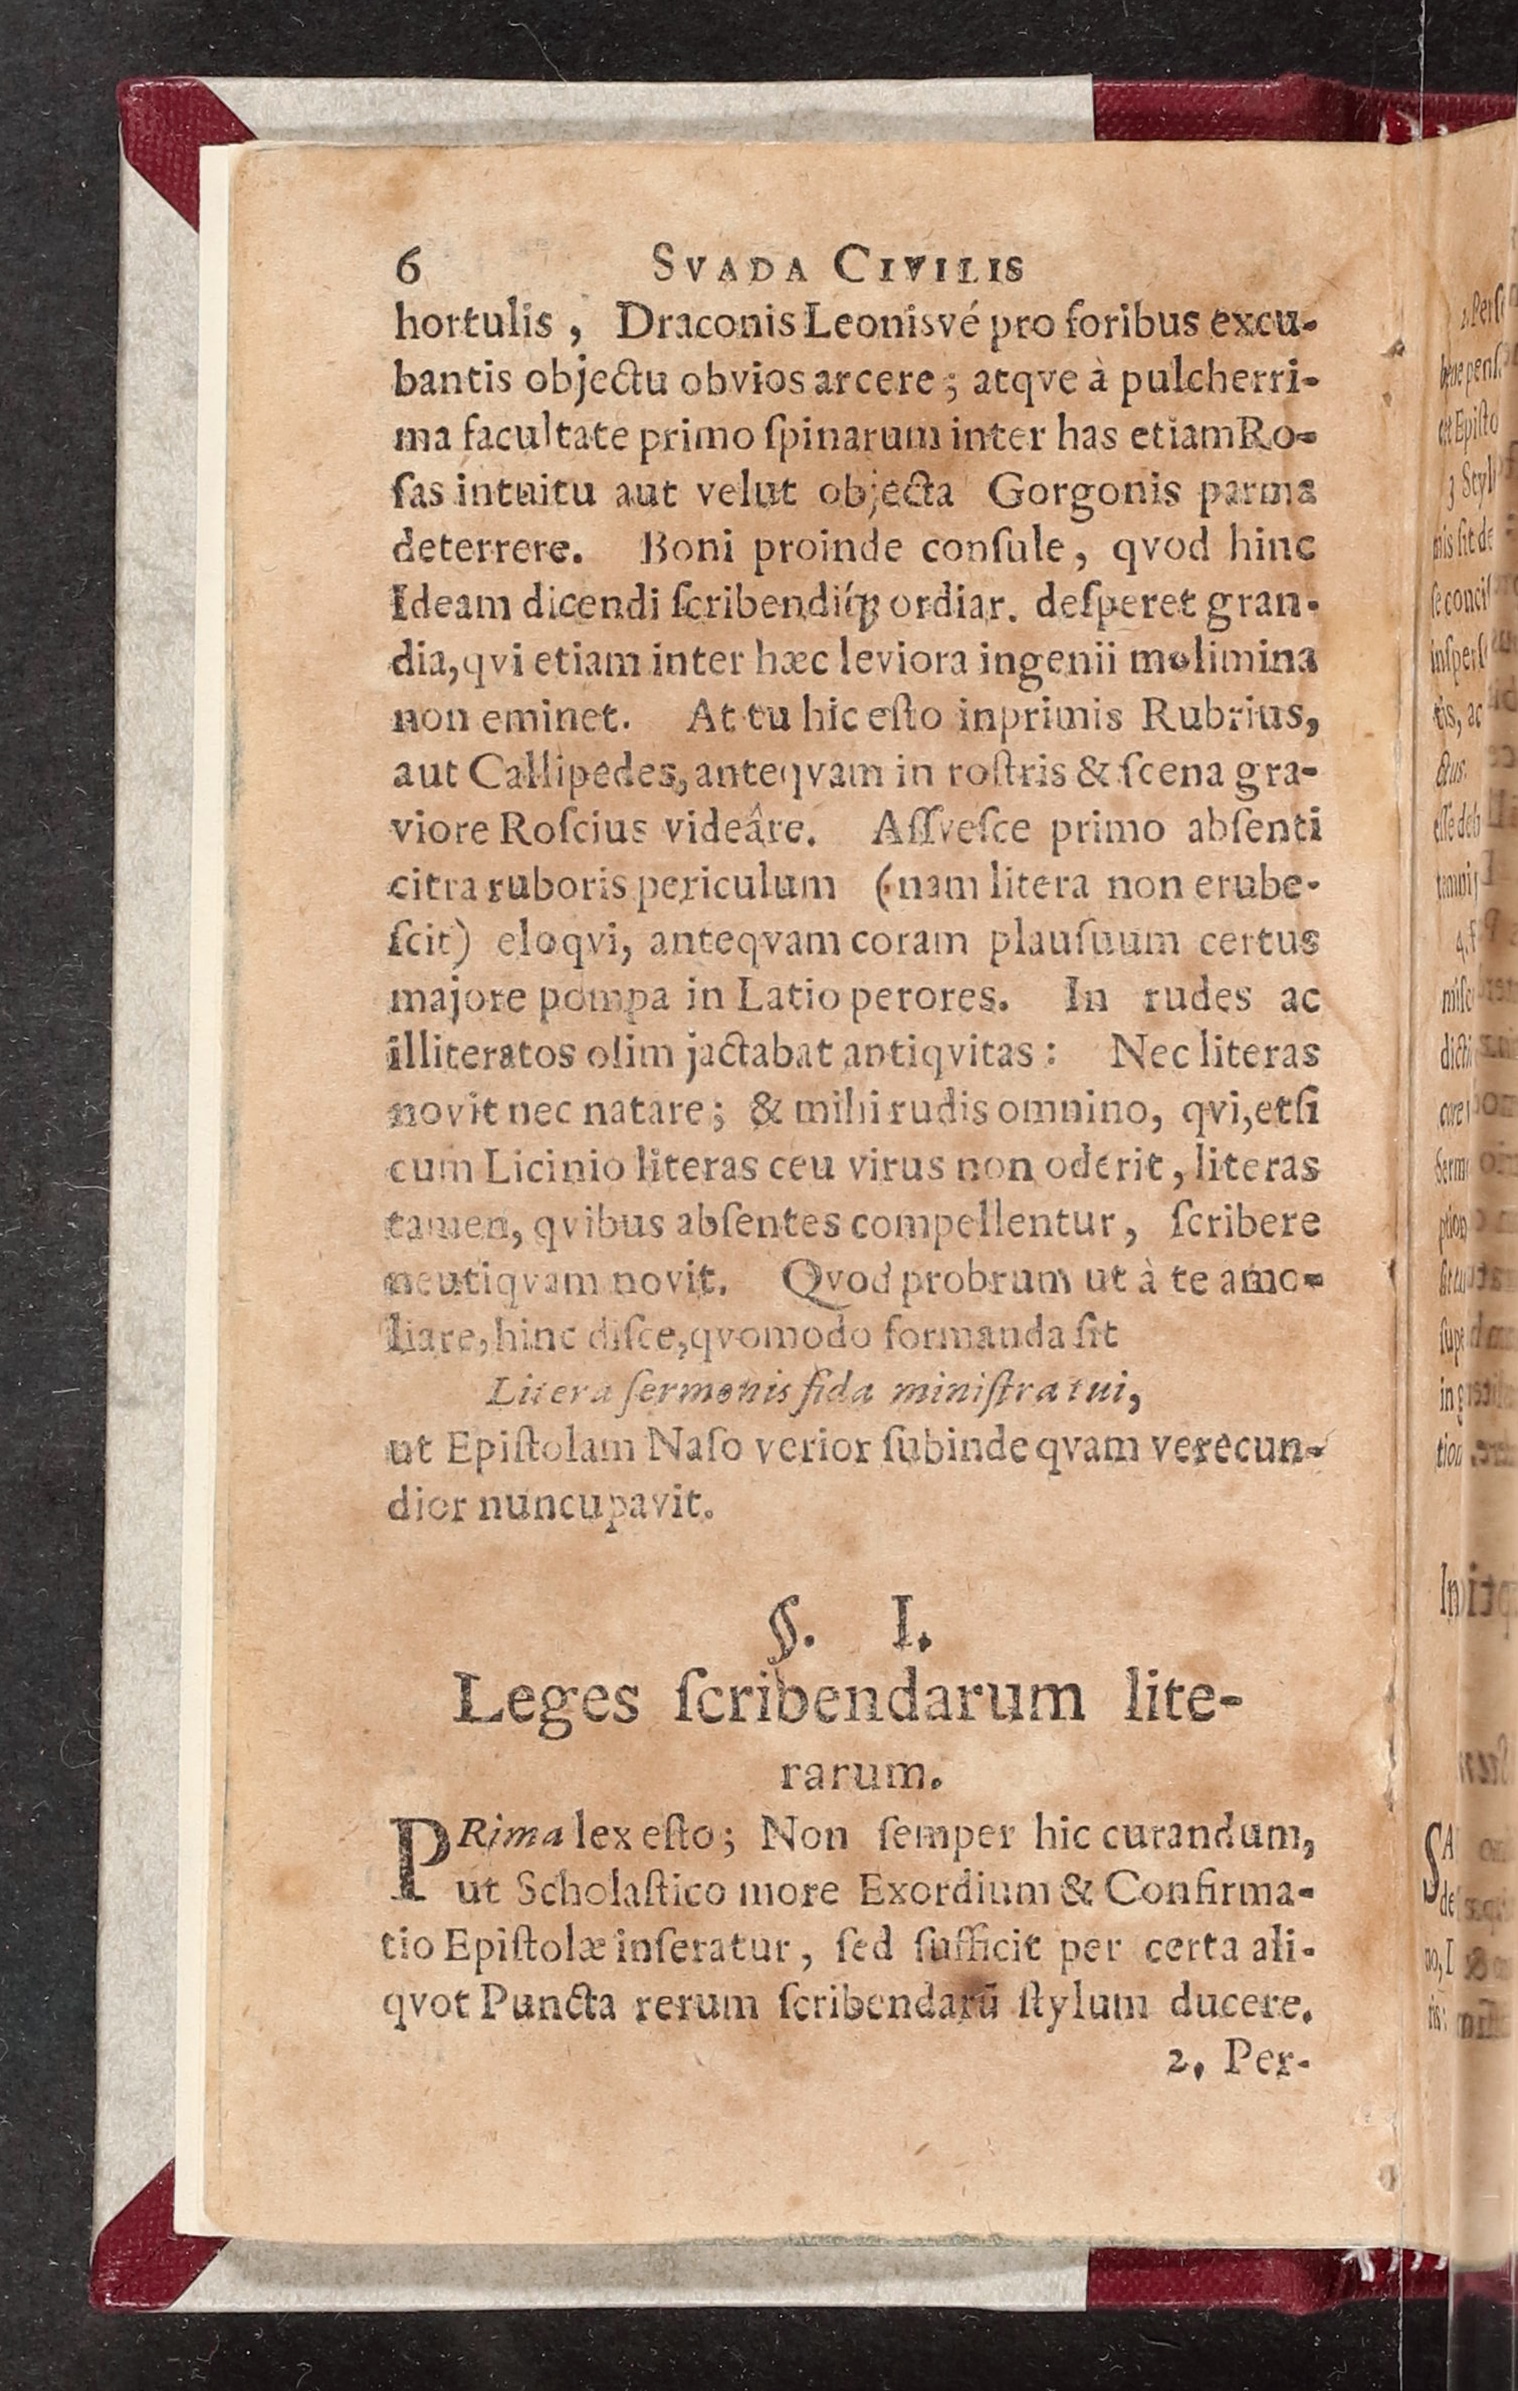 6 SVADA CIVILIS
hortulis, Draconis Leonisvé pro foribus excu-
bantis objectu obvios arcere; atqve à pulcherri-
ma facultate primo ſpinarum inter has etiam Ro-
ſas intuitu aut velut objecta Gorgonis parma
deterrere. Boni proinde conſule, qvod hinc
Ideam dicendi ſcribendiꝗ́ꝫ ordiar. deſperet gran-
dia, qvi etiam inter hæc leviora ingenii molimina
non eminet. At tu hic eſto inprimis Rubrius,
aut Callipedes, anteqvam in roſtris & ſcena gra-
viore Roſcius videâre. Aſſveſce primo abſenti
citra ruboris periculum (nam litera non erube-
ſcit) eloqvi, anteqvam coram plauſuum certus
majore pompa in Latio perores. In rudes ac
illiteratos olim jactabat antiqvitas: Nec literas
novit nec natare; & mihi rudis omnino, qvi, etſi
cum Licinio literas ceu virus non oderit, literas
tamen, qvibus abſentes compellentur, ſcribere
neutiqvam novit. Qvod probrum ut à te amo-
liare, hinc diſce, qvomodo formanda ſit
Litera ſermonis fida miniſtra tui,
ut Epiſtolam Naſo verior ſubinde qvam verecun-
dior nuncupavit.
§. I.
Leges ſcribendarum lite-
rarum.
PRima lex eſto; Non ſemper hic curandum,
ut Scholaſtico more Exordium & Confirma-
tio Epiſtolæ inſeratur, ſed ſufficit per certa ali-
qvot Puncta rerum ſcribendarũ ſtylum ducere.
2. Per-